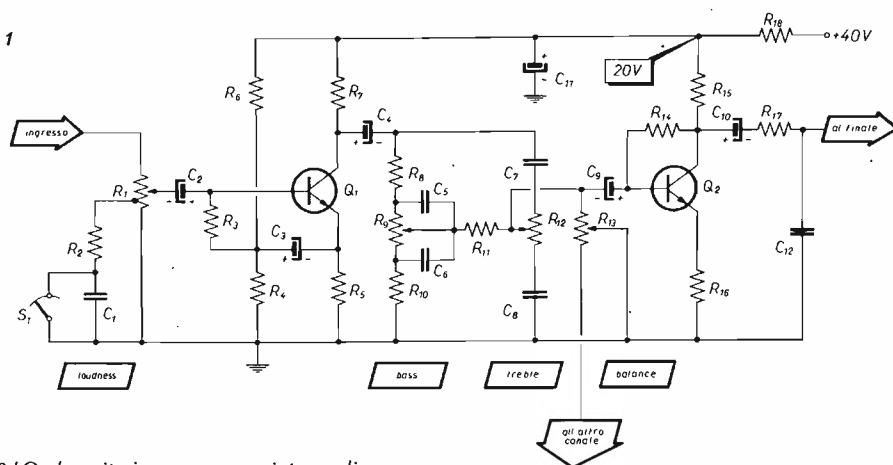 1
ingresso
R1
R2
S1
C1
loudness
C2
R3
R6
R4
C3
R7
Q1
R5
C4
R8
R9
R10
C5
C6
bass
R11
C7
R12
C8
treble
C17
20V
R18
+40V
C9
R13
balance
all'altro
canale
R14
R15
Q2
R16
C10
R17
C12
al finale